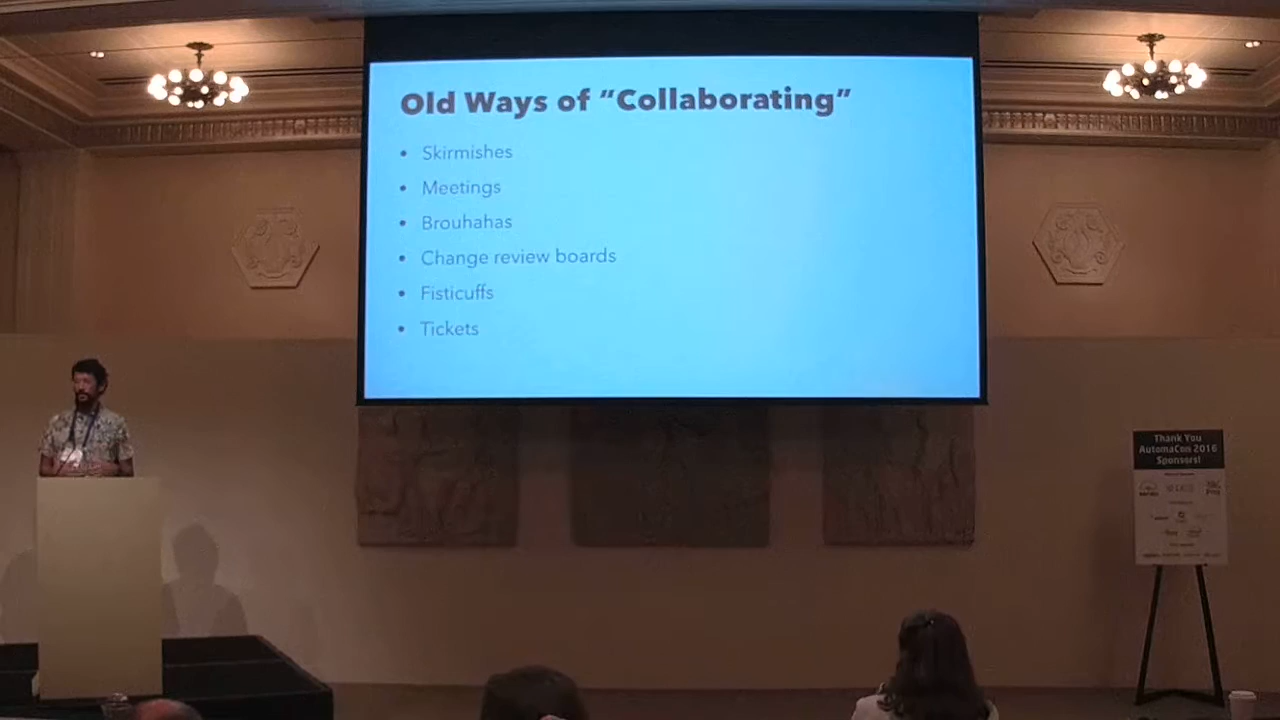 Old Ways of “Collaborating”
• Skirmishes
• Meetings
• Brouhahas
• Change review boards
• Fisticuffs
• Tickets
Thank You
AutomaCon 2016
Sponsors!